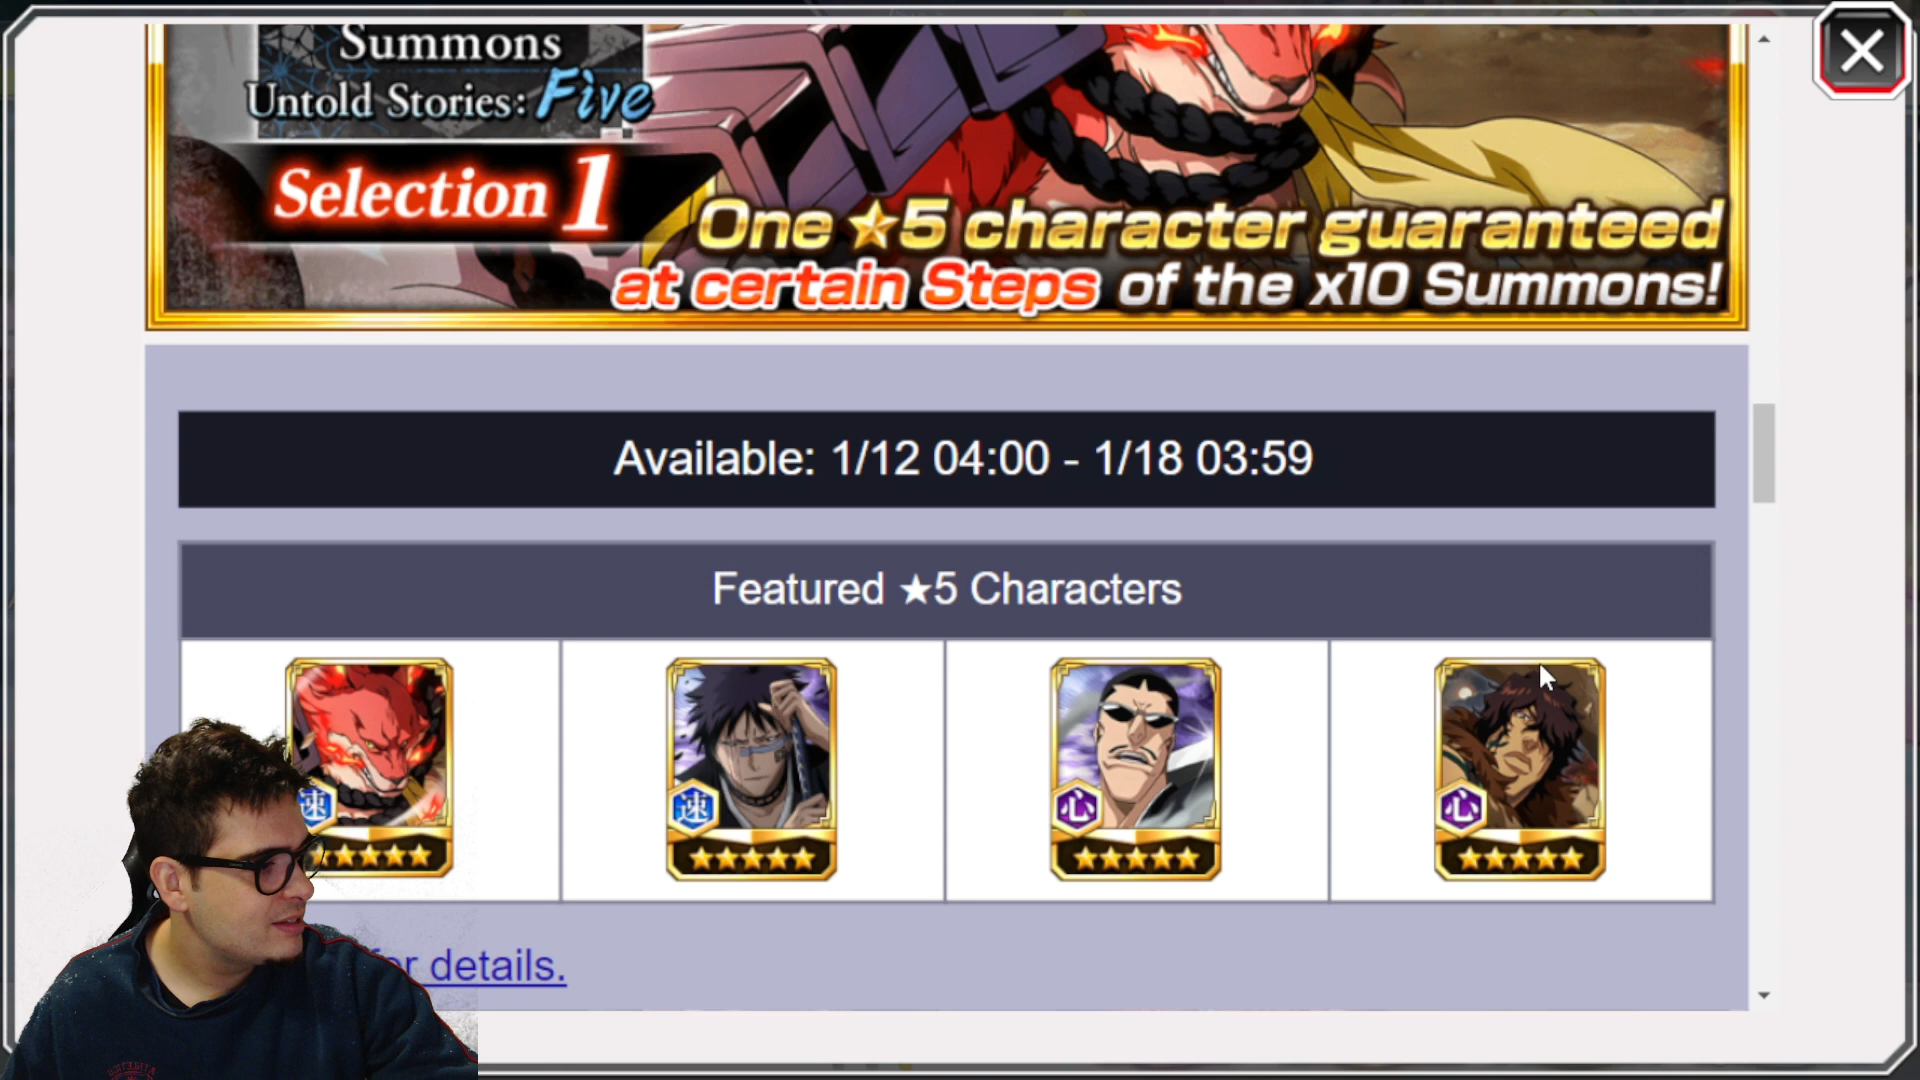 Summons
Untold Stories: Five
Selection 1
One ★5 character guaranteed
at certain Steps of the x10 Summons!
Available: 1/12 04:00 - 1/18 03:59
Featured ★5 Characters
速
速
心
心
for details.